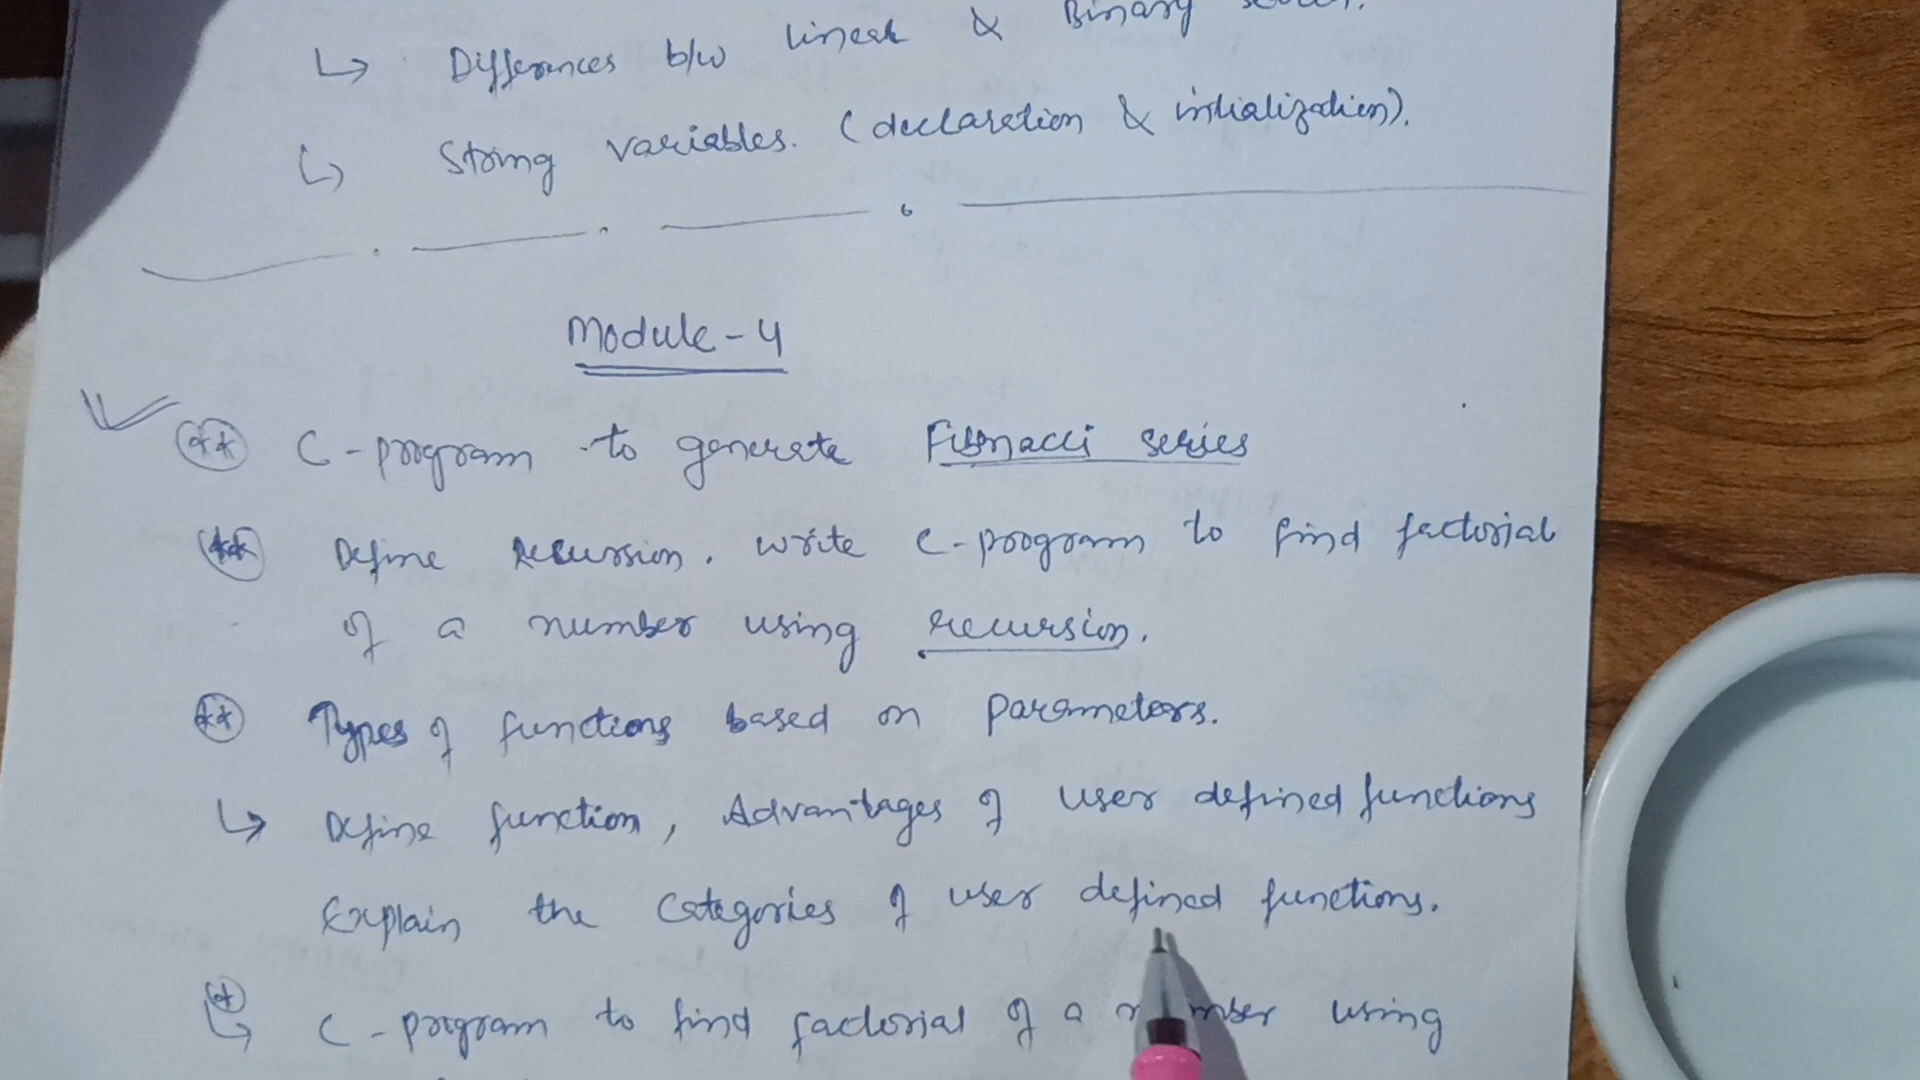 ↳ Differences b/w linear & Binary
↳ String variables. (declaration & initialization).
Module-4
** C-program to generate Fibonacci series
** Define Recursion. Write C-program to find factorial
of a number using recursion.
** Types of functions based on parameters.
↳ Define function, Advantages of user defined functions
Explain the categories of user defined functions.
* ↳ C-program to find factorial of a number using